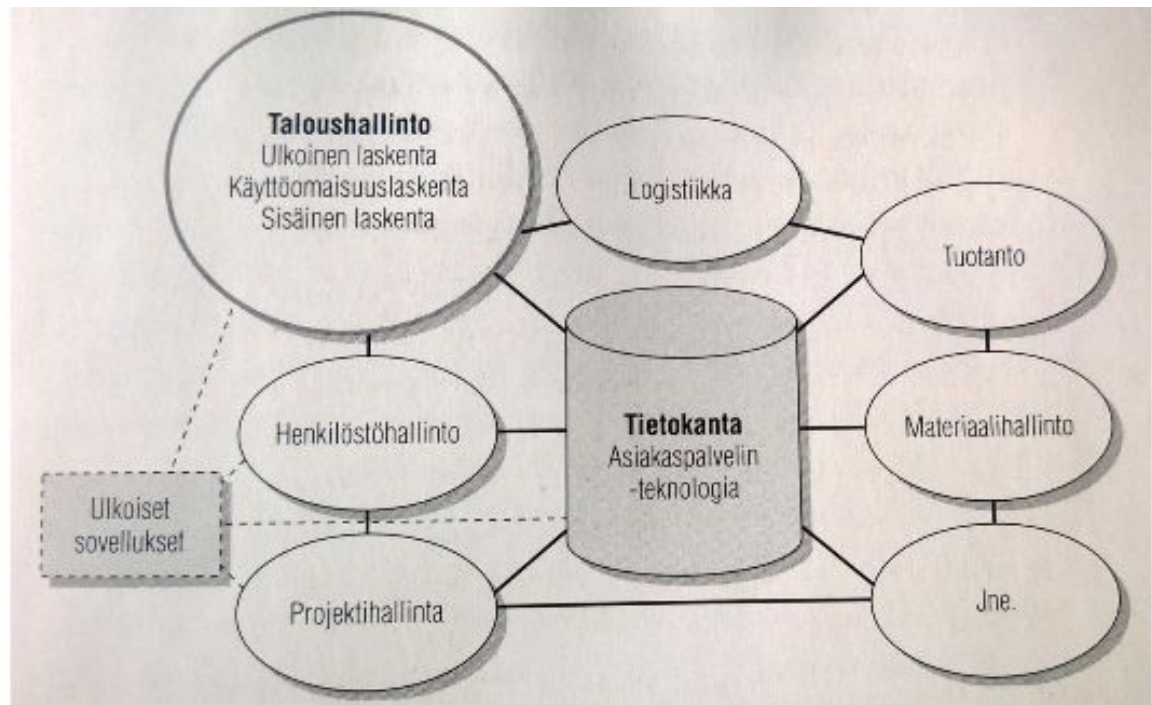 Taloushallinto
Ulkoinen laskenta
Käyttöomaisuuslaskenta
Sisäinen laskenta
Logistiikka
Tuotanto
Henkilöstöhallinto
Tietokanta
Asiakaspalvelin
-teknologia
Materiaalihallinto
Ulkoiset
sovellukset
Projektihallinta
Jne.